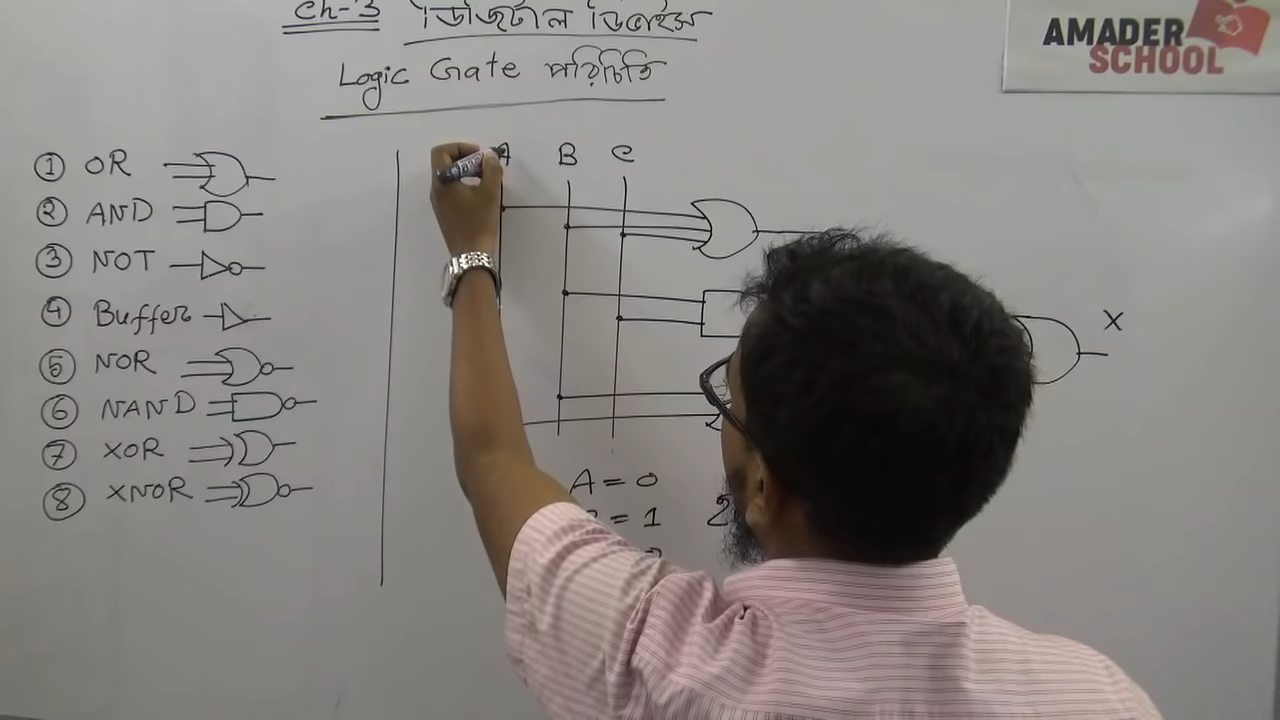 Ch-3 ডিজিটাল ডিভাইস
Logic Gate পরিচিতি
AMADER
SCHOOL
① OR
② AND
③ NOT
④ Buffer
⑤ NOR
⑥ NAND
⑦ XOR
⑧ XNOR
A B C
X
A = 0
= 1